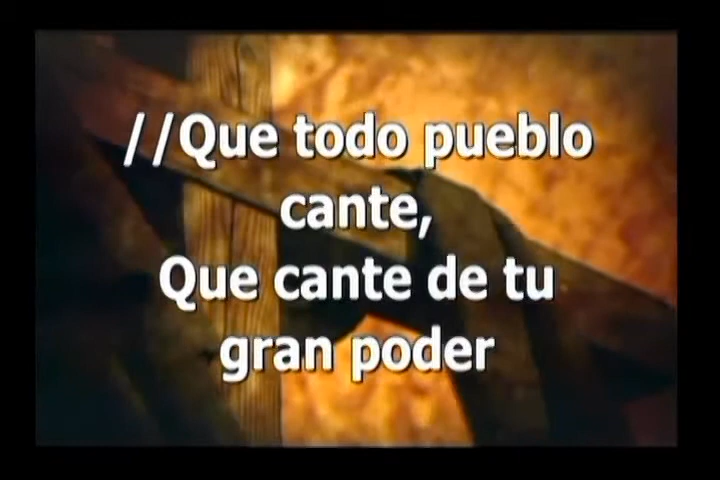 //Que todo pueblo
cante,
Que cante de tu
gran poder